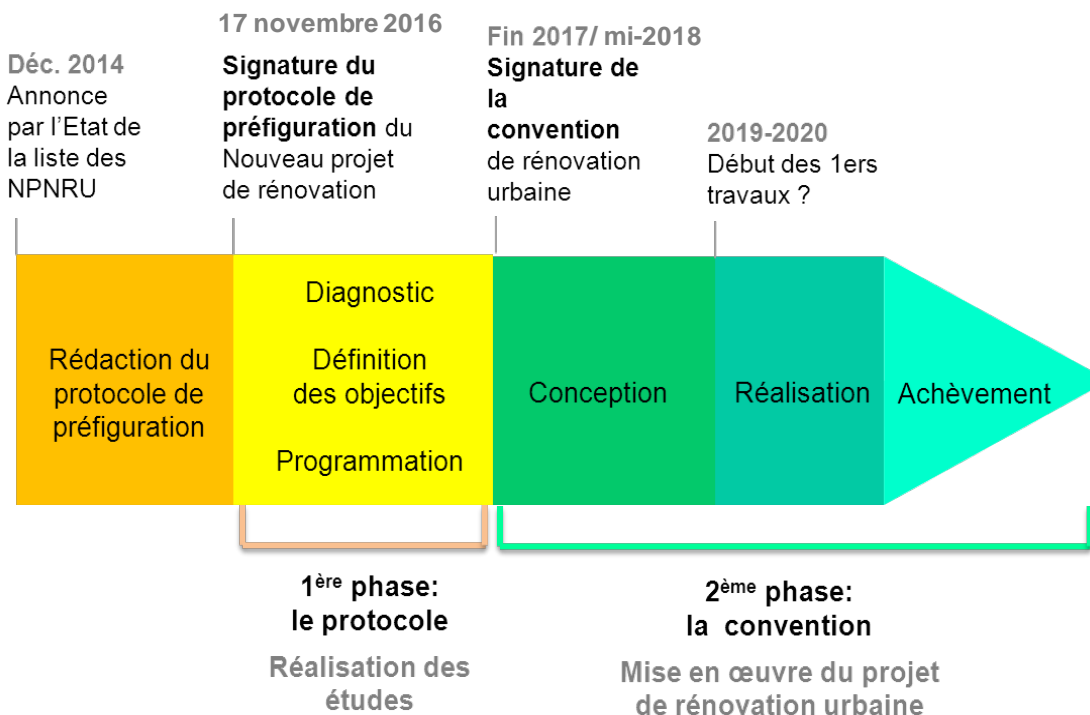 Déc. 2014
Annonce
par l'Etat de
la liste des
NPNRU
17 novembre 2016
Signature du
protocole de
préfiguration du
Nouveau projet
de rénovation
Fin 2017/ mi-2018
Signature de
la
convention
de rénovation
urbaine
2019-2020
Début des 1ers
travaux ?
Rédaction du
protocole de
préfiguration
Diagnostic
Définition
des objectifs
Programmation
Conception
Réalisation
Achèvement
1ère phase:
le protocole
Réalisation des
études
2ème phase:
la convention
Mise en œuvre du projet
de rénovation urbaine